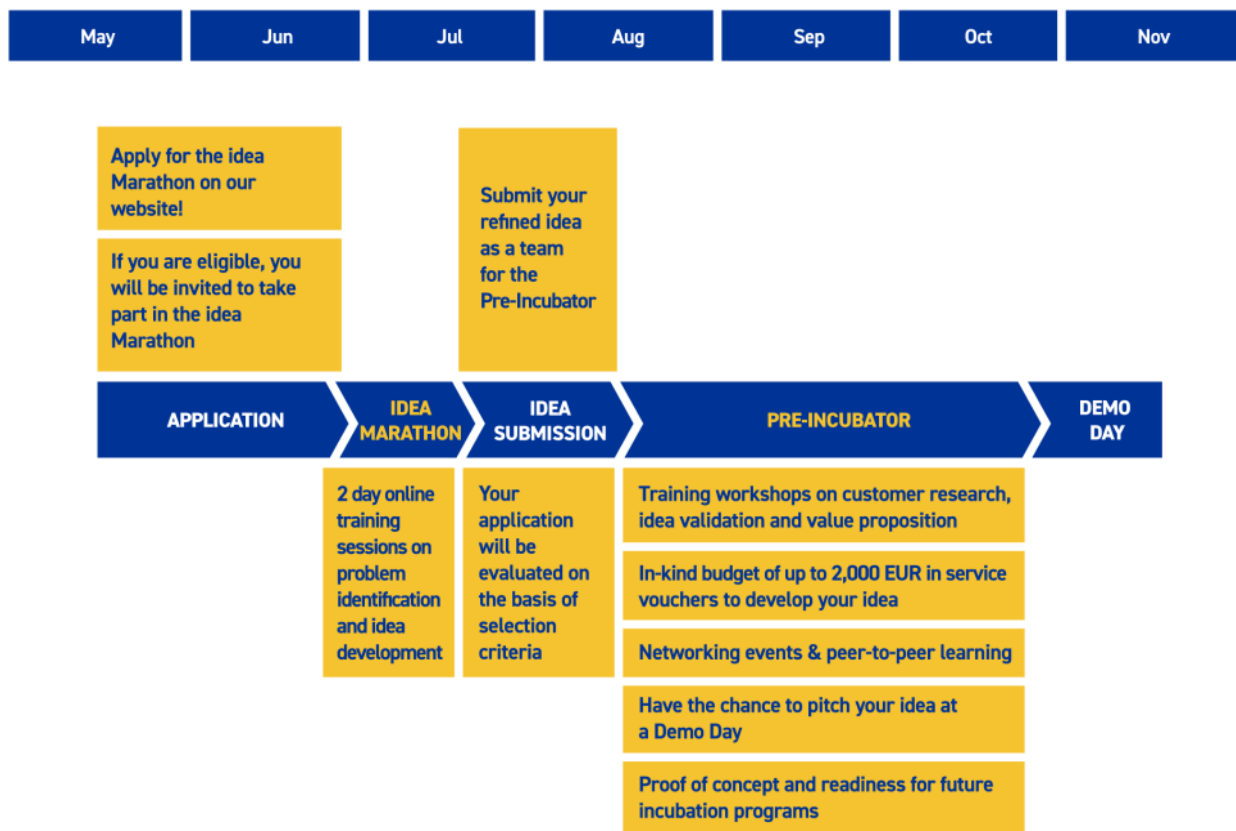 May
Jun
Jul
Aug
Sep
Oct
Nov
Apply for the idea
Marathon on our
website!
If you are eligible, you
will be invited to take
part in the idea
Marathon
Submit your
refined idea
as a team
for the
Pre-Incubator
APPLICATION
IDEA
MARATHON
IDEA
SUBMISSION
PRE-INCUBATOR
DEMO
DAY
2 day online
training
sessions on
problem
identification
and idea
development
Your
application
will be
evaluated on
the basis of
selection
criteria
Training workshops on customer research,
idea validation and value proposition
In-kind budget of up to 2,000 EUR in service
vouchers to develop your idea
Networking events & peer-to-peer learning
Have the chance to pitch your idea at
a Demo Day
Proof of concept and readiness for future
incubation programs